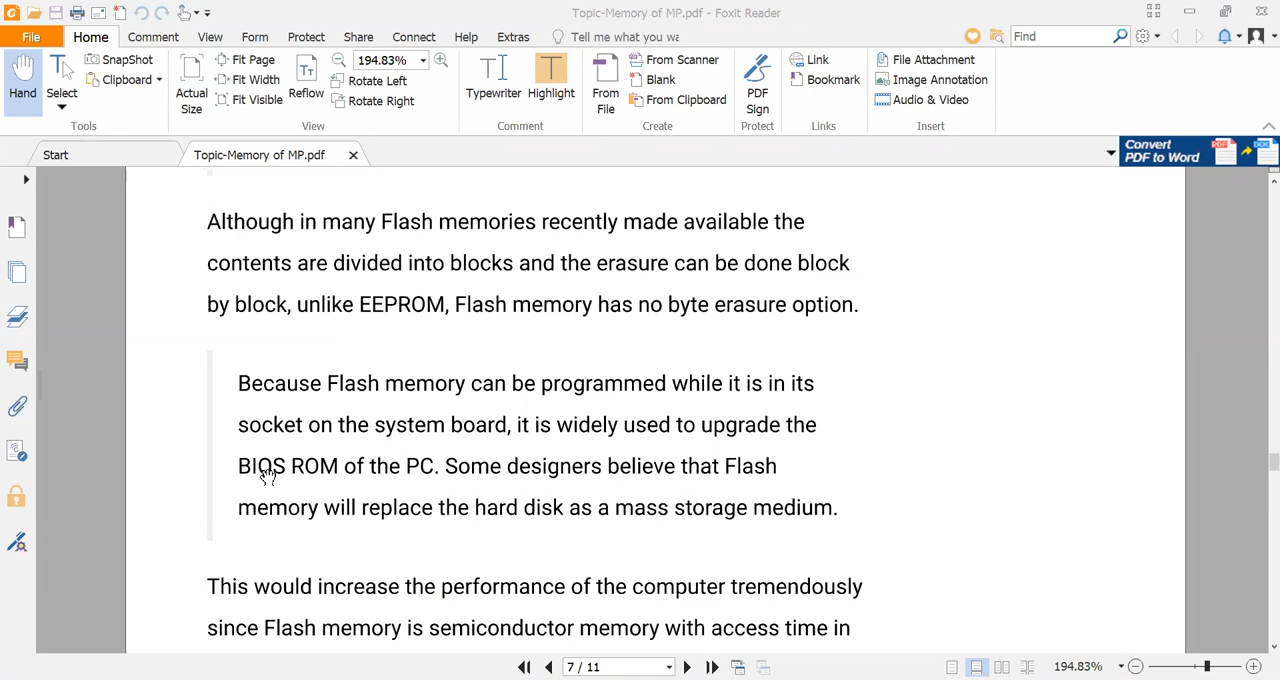 Topic-Memory of MP.pdf - Foxit Reader
File Home Comment View Form Protect Share Connect Help Extras Tell me what you wa Find
Hand Select SnapShot Clipboard Actual Size Fit Page Fit Width Fit Visible Reflow 194.83% Rotate Left Rotate Right Typewriter Highlight From File From Scanner Blank From Clipboard PDF Sign Link Bookmark File Attachment Image Annotation Audio & Video
Tools View Comment Create Protect Links Insert
Start Topic-Memory of MP.pdf Convert PDF to Word
Although in many Flash memories recently made available the
contents are divided into blocks and the erasure can be done block
by block, unlike EEPROM, Flash memory has no byte erasure option.
Because Flash memory can be programmed while it is in its
socket on the system board, it is widely used to upgrade the
BIOS ROM of the PC. Some designers believe that Flash
memory will replace the hard disk as a mass storage medium.
This would increase the performance of the computer tremendously
since Flash memory is semiconductor memory with access time in
7 / 11 194.83%